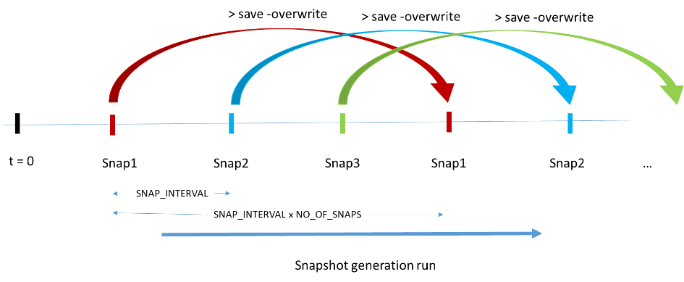 > save -overwrite
> save -overwrite
> save -overwrite
t = 0
Snap1
Snap2
Snap3
Snap1
Snap2
...
SNAP_INTERVAL
SNAP_INTERVAL x NO_OF_SNAPS
Snapshot generation run